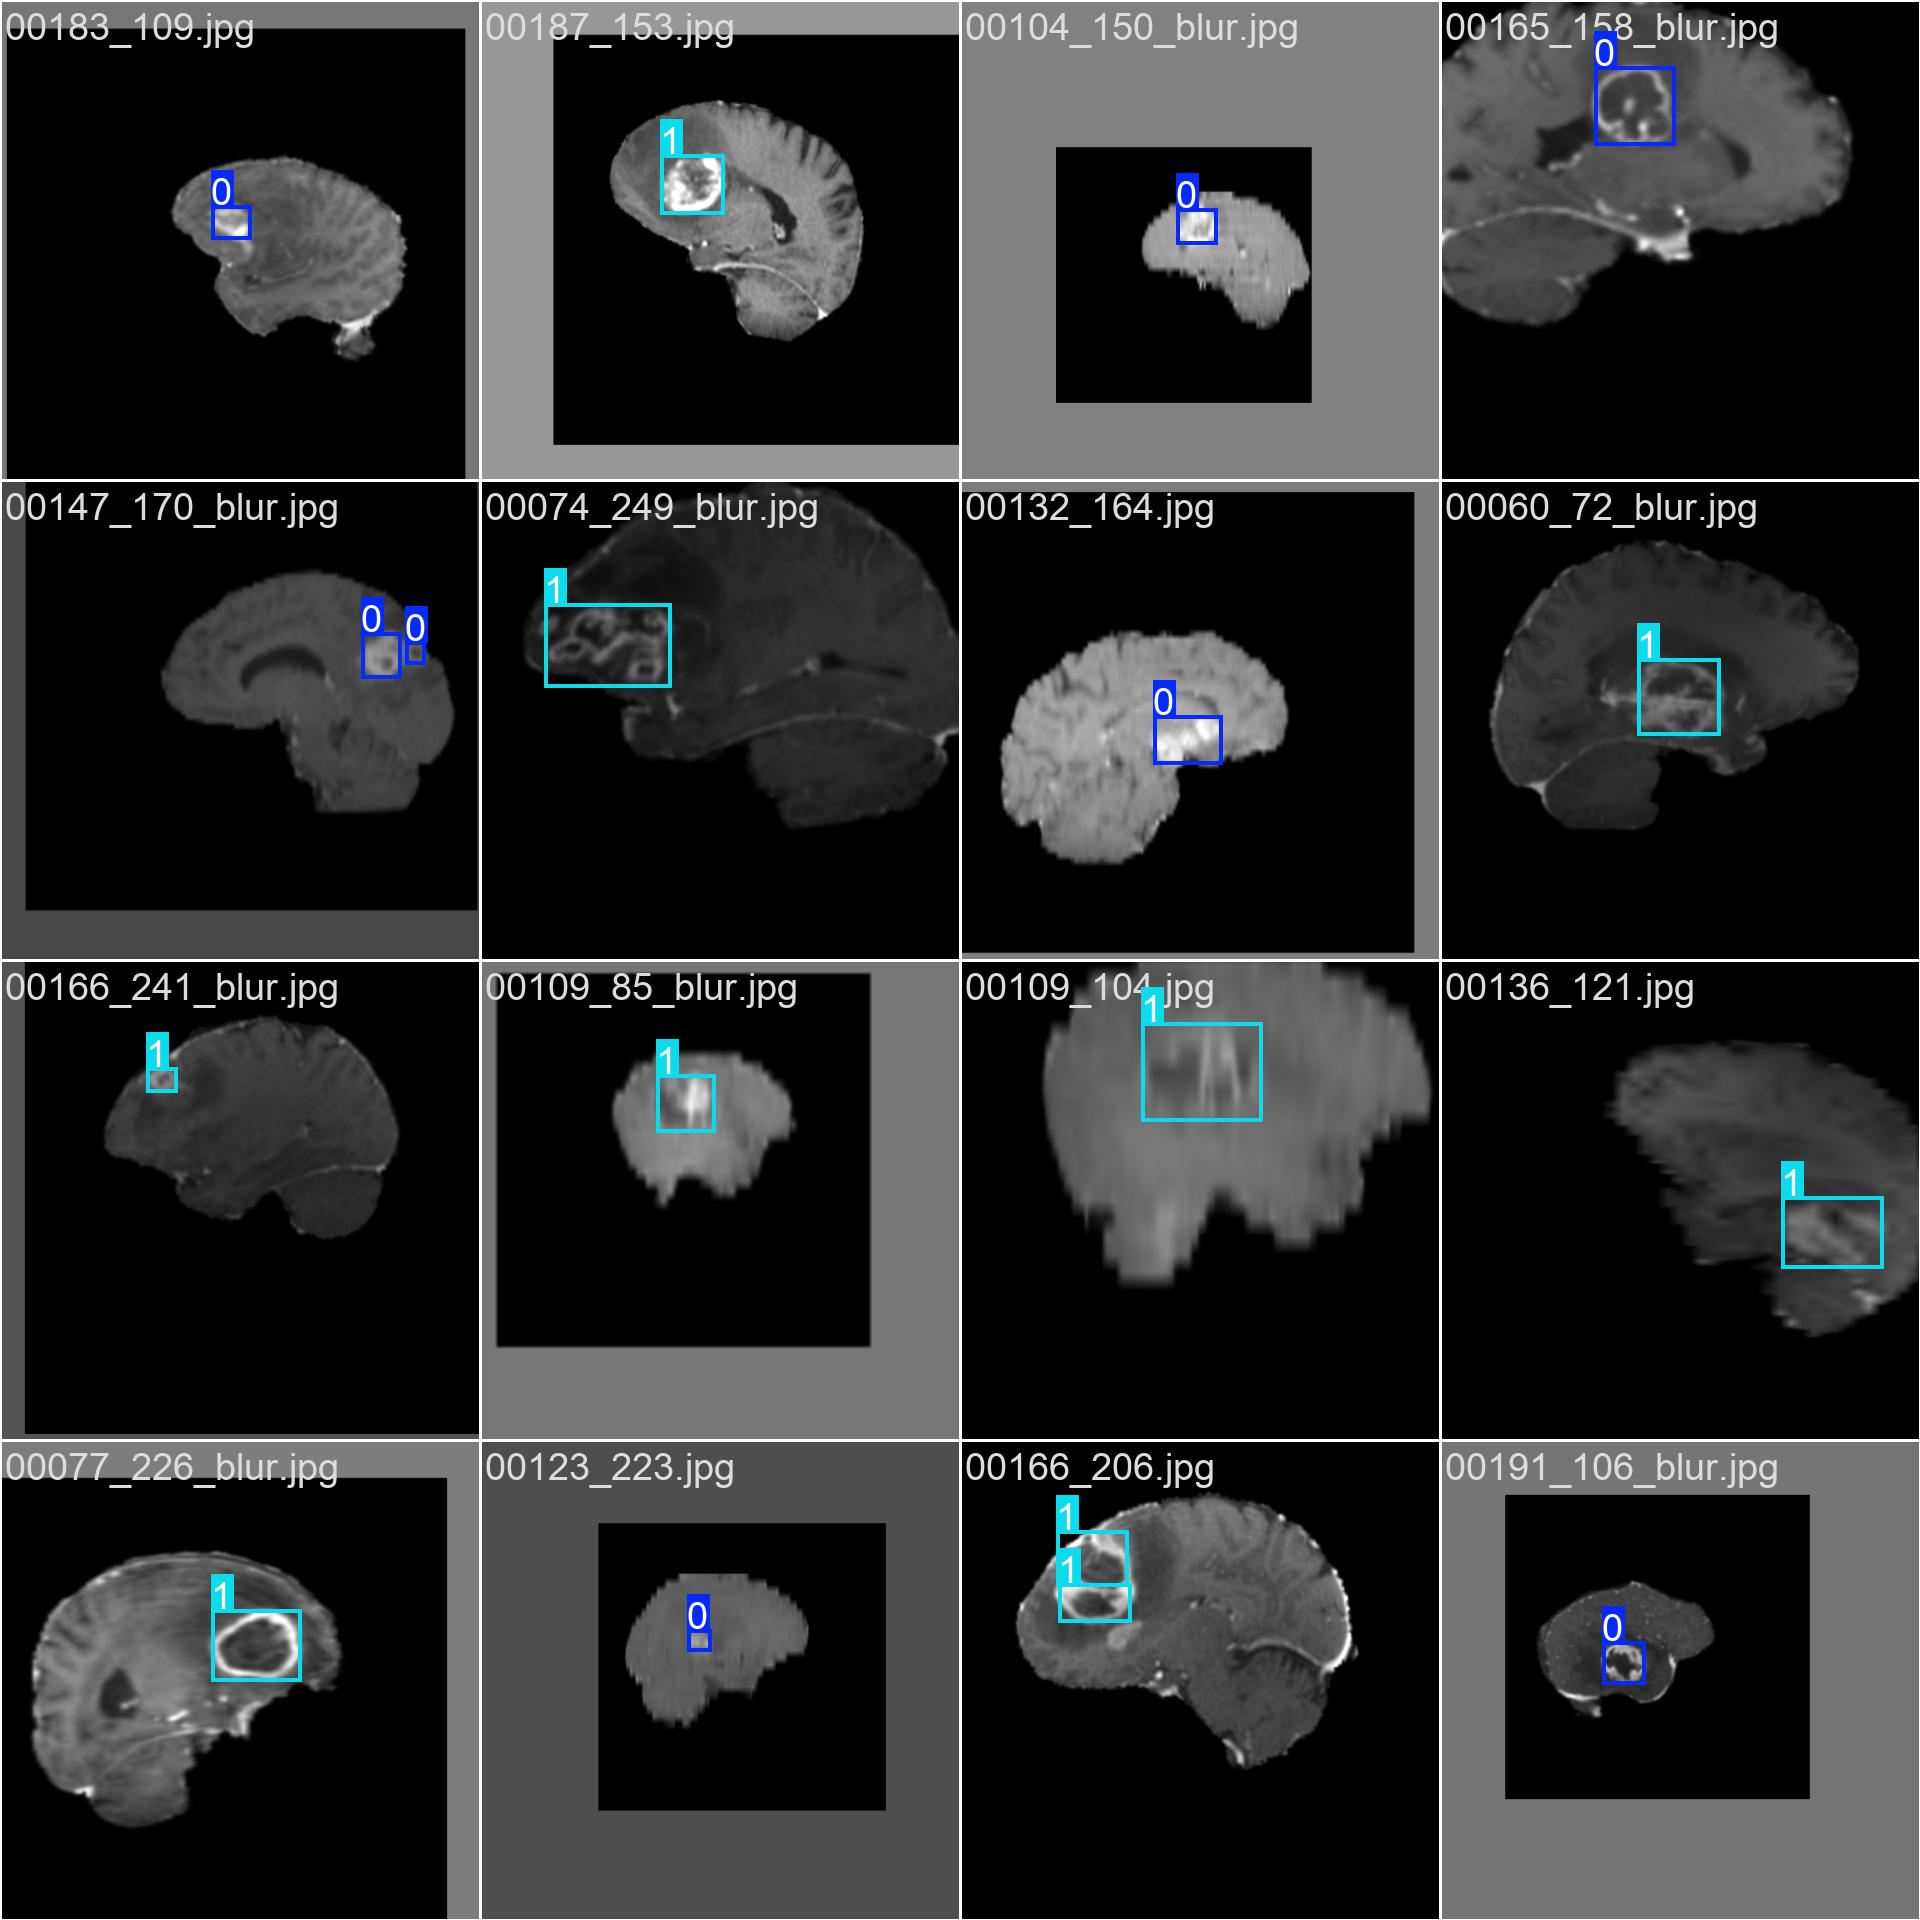 00183_109.jpg
0
00187_153.jpg
1
00104_150_blur.jpg
0
00165_158_blur.jpg
0
00147_170_blur.jpg
0
0
00074_249_blur.jpg
1
00132_164.jpg
0
00060_72_blur.jpg
1
00166_241_blur.jpg
1
00109_85_blur.jpg
1
00109_104.jpg
1
00136_121.jpg
1
00077_226_blur.jpg
1
00123_223.jpg
0
00166_206.jpg
1
1
00191_106_blur.jpg
0